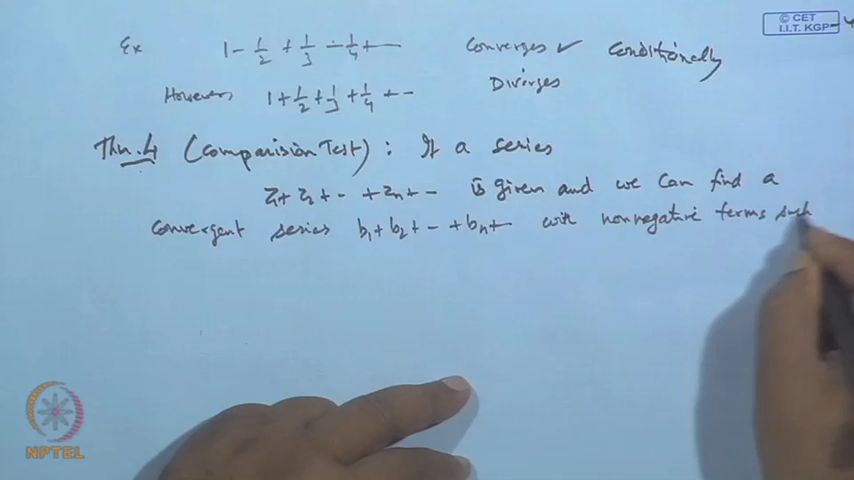 © CET
I.I.T. KGP
Ex 1 - 1/2 + 1/3 - 1/4 + — Converges ✓ Conditionally
However, 1 + 1/2 + 1/3 + 1/4 + -- Diverges
Thm. 4 (Comparision Test): If a series
z1 + z2 + - + zn + - is given and we can find a
convergent series b1 + b2 + - + bn + — with nonnegative terms such
NPTEL